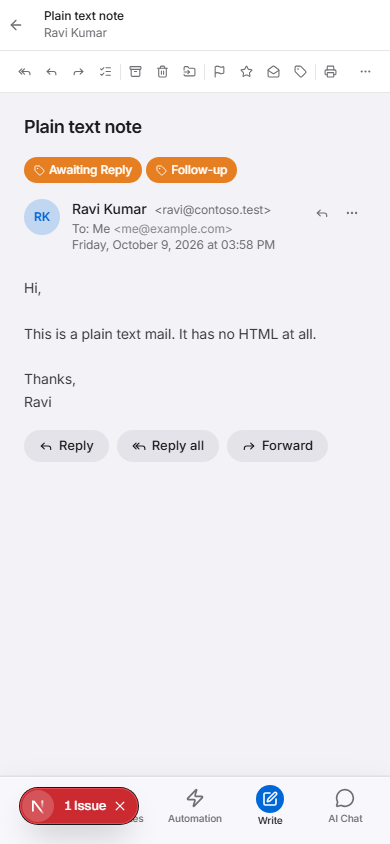 Plain text note
Ravi Kumar
Plain text note
Awaiting Reply Follow-up
RK
Ravi Kumar <ravi@contoso.test>
To: Me <me@example.com>
Friday, October 9, 2026 at 03:58 PM
Hi,
This is a plain text mail. It has no HTML at all.
Thanks,
Ravi
Reply Reply all Forward
N 1 Issue
es Automation Write AI Chat